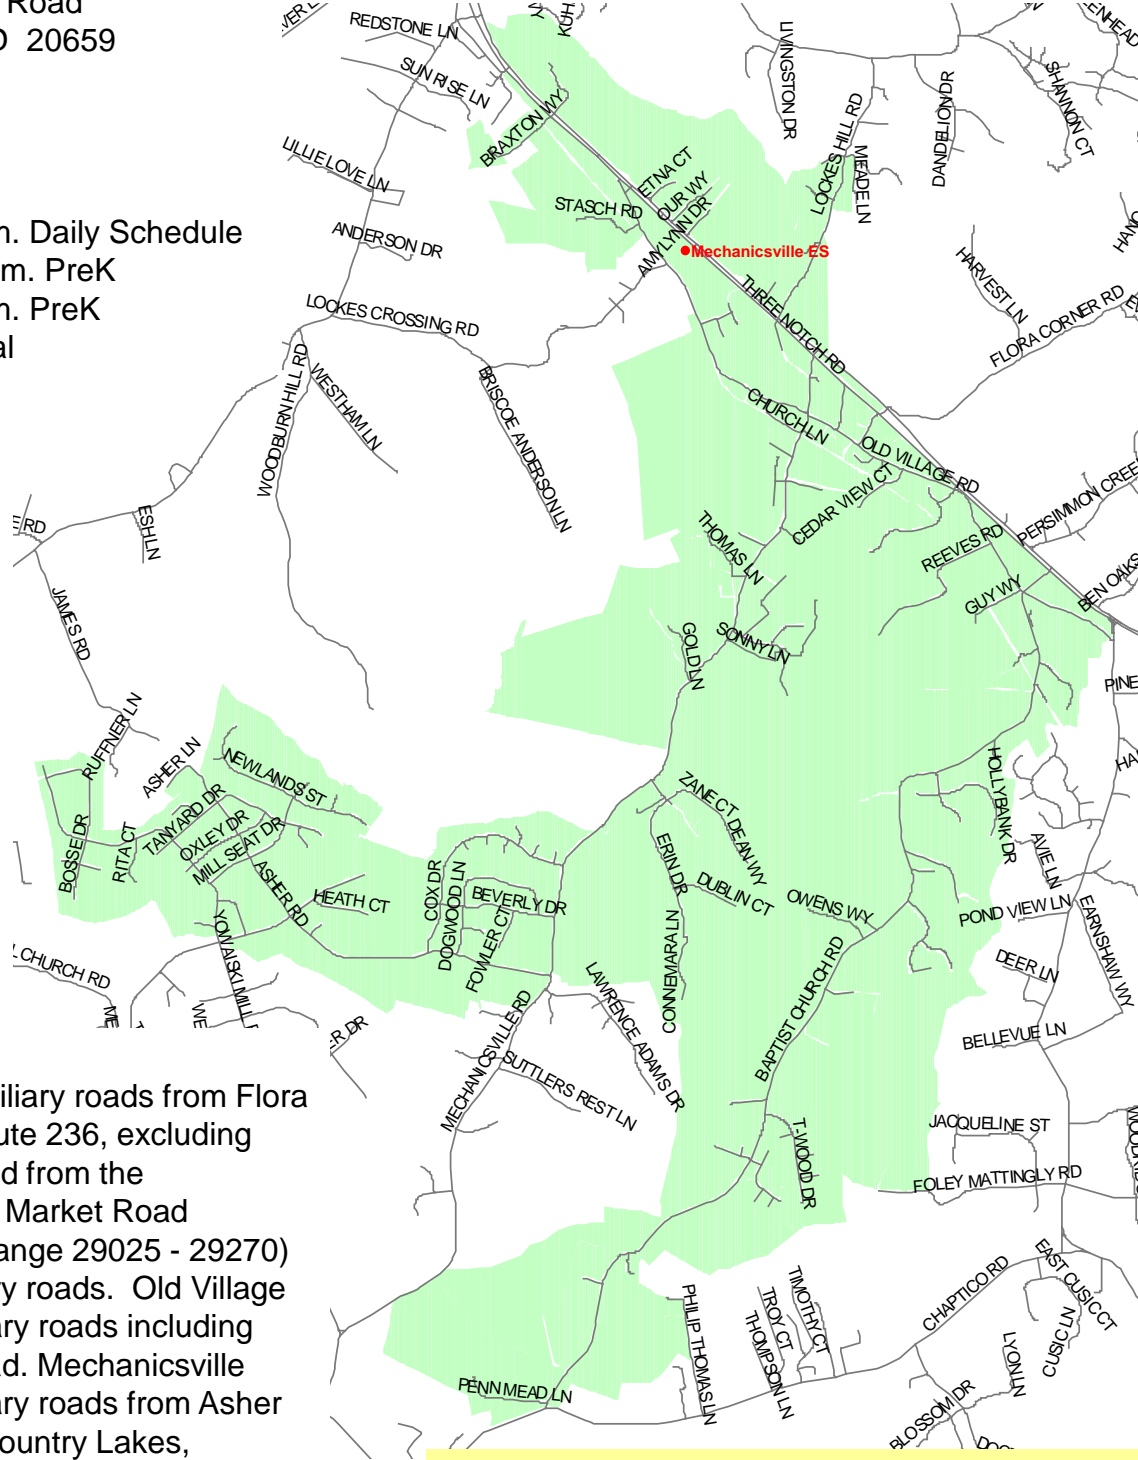 Road
20659
Daily Schedule
m. PreK
PreK
REDSTONE LN
SUN RISE LN
LILLIE LOVE LN
ANDERSON DR
LOCKES CROSSING RD
WOODBURN HILL RD
WESTHAM LN
BRISCOE ANDERSON LN
ESH LN
RD
JAMES RD
BRAXTON WY
STASCH RD
ETNA CT
OUR WY
AMYLYNN DR
Mechanicsville ES
THREE NOTCH RD
LIVINGSTON DR
LOCKES HILL RD
MEADE LN
DANDELION DR
SHANNON CT
HARVEST LN
FLORA CORNER RD
CHURCH LN
OLD VILLAGE RD
CEDAR VIEW CT
THOMAS LN
REEVES RD
PERSIMMON CREE
GUY WY
BEN OAKS
SONNY LN
GOLD LN
PINE
RUFFNER LN
ASHER LN
NEWLANDS ST
TANYARD DR
OXLEY DR
MILL SEAT DR
BOSSE DR
RITA CT
ASHER RD
HEATH CT
YOWAISKI MILL
COX DR
DOGWOOD LN
BEVERLY DR
FOWLER CT
ZANE CT
DEAN WY
ERIN DR
DUBLIN CT
CONNEMARA LN
OWENS WY
HOLLYBANK DR
AVIE LN
POND VIEW LN
EARNSHAW WY
DEER LN
BELLEVUE LN
BAPTIST CHURCH RD
CHURCH RD
ER DR
LAWRENCE ADAMS DR
MECHANICSVILLE RD
SUTTLERS REST LN
T-WOOD DR
JACQUELINE ST
FOLEY MATTINGLY RD
EAST CUSIC CT
CHAPTICO RD
CUSIC LN
LYON LN
BLOSSOM DR
TIMOTHY CT
TROY CT
THOMPSON LN
PHILIP THOMAS LN
PENN MEAD LN
iliary roads from Flora
ute 236, excluding
d from the
Market Road
ange 29025 - 29270)
ry roads.  Old Village
ary roads including
ad. Mechanicsville
ary roads from Asher
ountry Lakes,